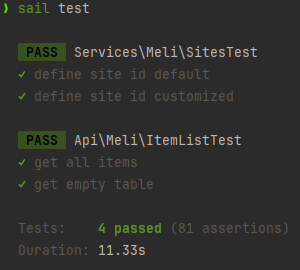 ❯ sail test
PASS Services\Meli\SitesTest
✓ define site id default
✓ define site id customized
PASS Api\Meli\ItemListTest
✓ get all items
✓ get empty table
Tests: 4 passed (81 assertions)
Duration: 11.33s